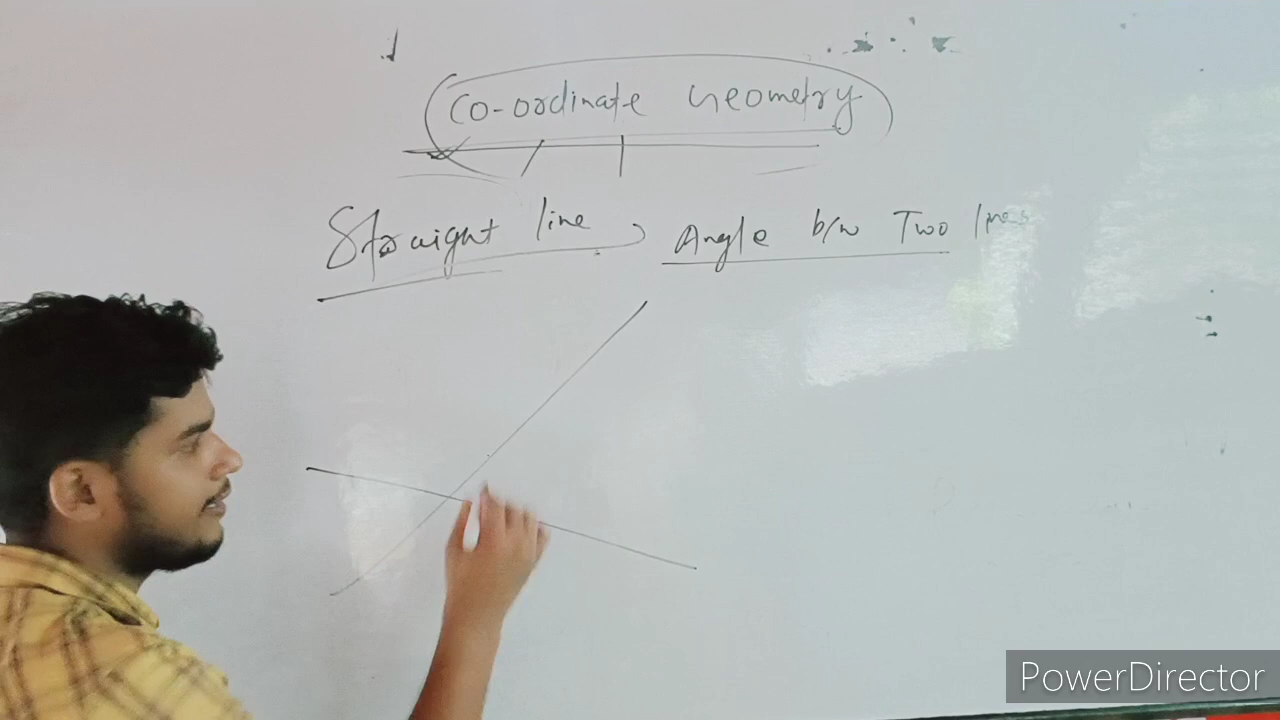 Co-ordinate Geometry
Straight line, Angle b/w Two lines
PowerDirector